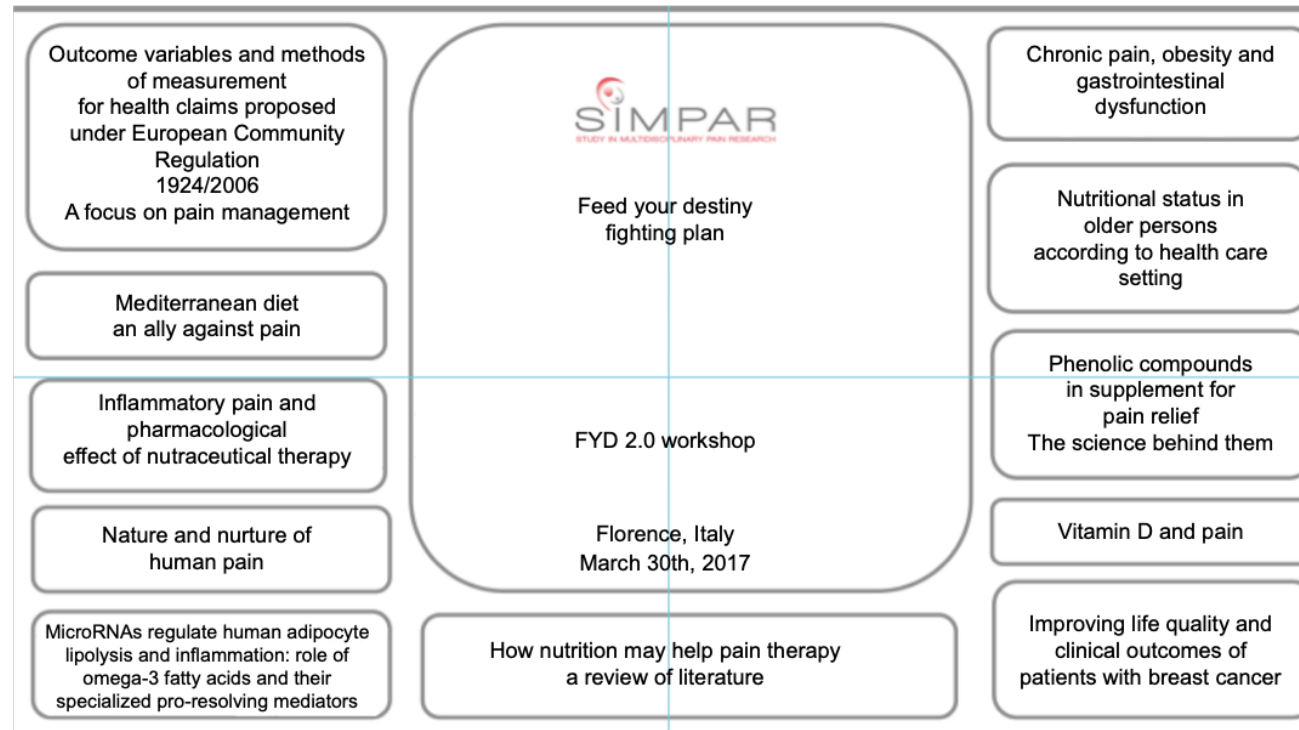 Outcome variables and methods
of measurement
for health claims proposed
under European Community
Regulation
1924/2006
A focus on pain management
Mediterranean diet
an ally against pain
Inflammatory pain and
pharmacological
effect of nutraceutical therapy
Nature and nurture of
human pain
MicroRNAs regulate human adipocyte
lipolysis and inflammation: role of
omega-3 fatty acids and their
specialized pro-resolving mediators
SIMPAR
STUDY IN MULTIDISCIPLINARY PAIN RESEARCH
Feed your destiny
fighting plan
FYD 2.0 workshop
Florence, Italy
March 30th, 2017
How nutrition may help pain therapy
a review of literature
Chronic pain, obesity and
gastrointestinal
dysfunction
Nutritional status in
older persons
according to health care
setting
Phenolic compounds
in supplement for
pain relief
The science behind them
Vitamin D and pain
Improving life quality and
clinical outcomes of
patients with breast cancer